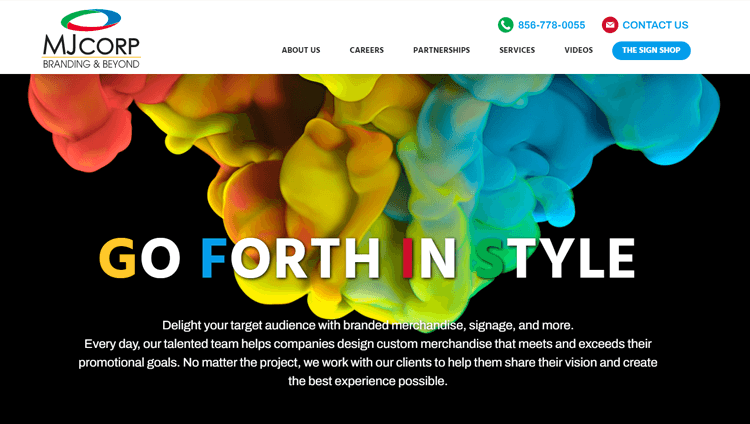 MJCORP
BRANDING & BEYOND
856-778-0055
CONTACT US
ABOUT US
CAREERS
PARTNERSHIPS
SERVICES
VIDEOS
THE SIGN SHOP
GO FORTH IN STYLE
Delight your target audience with branded merchandise, signage, and more.
Every day, our talented team helps companies design custom merchandise that meets and exceeds their
promotional goals. No matter the project, we work with our clients to help them share their vision and create
the best experience possible.